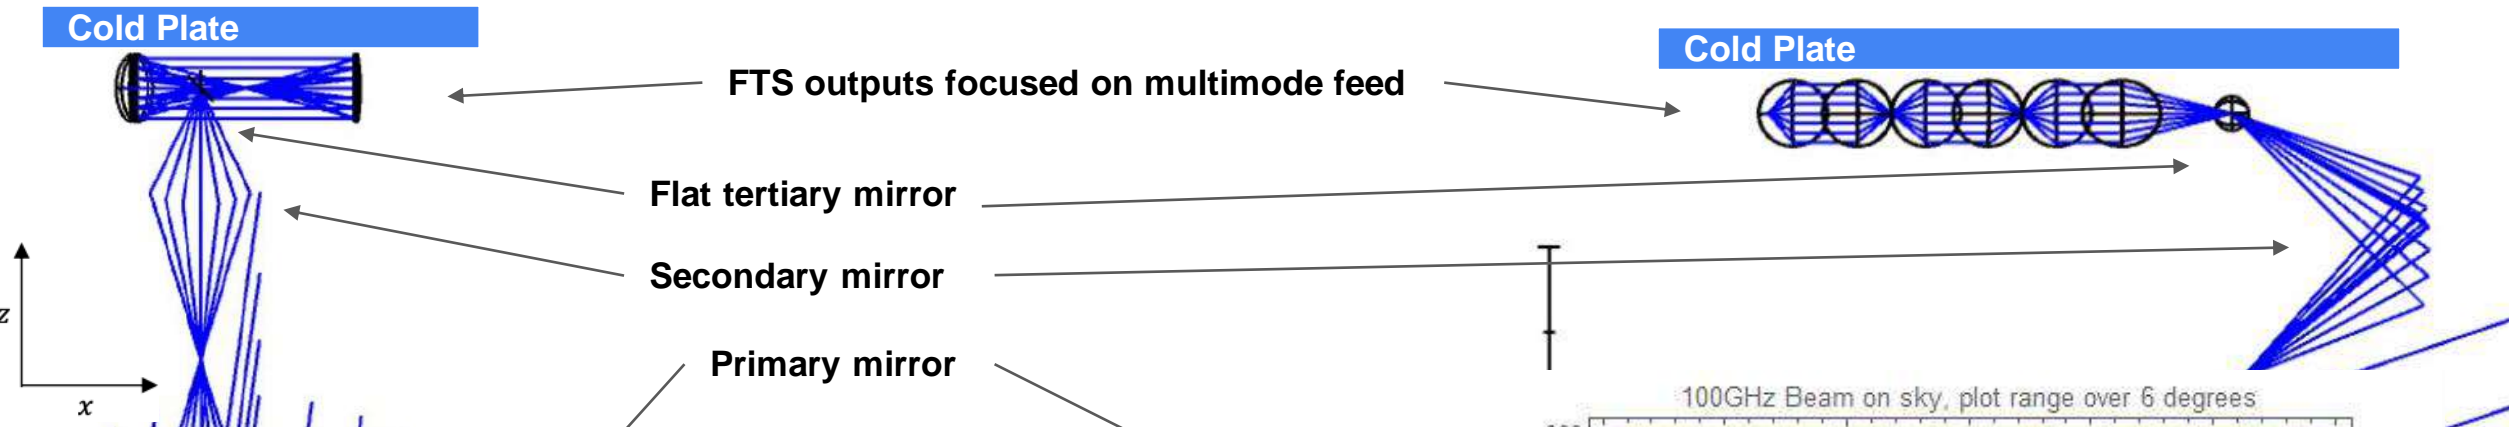 Cold Plate
Cold Plate
FTS outputs focused on multimode feed
Flat tertiary mirror
Secondary mirror
z
Primary mirror
x
100GHz Beam on sky, plot range over 6 degrees